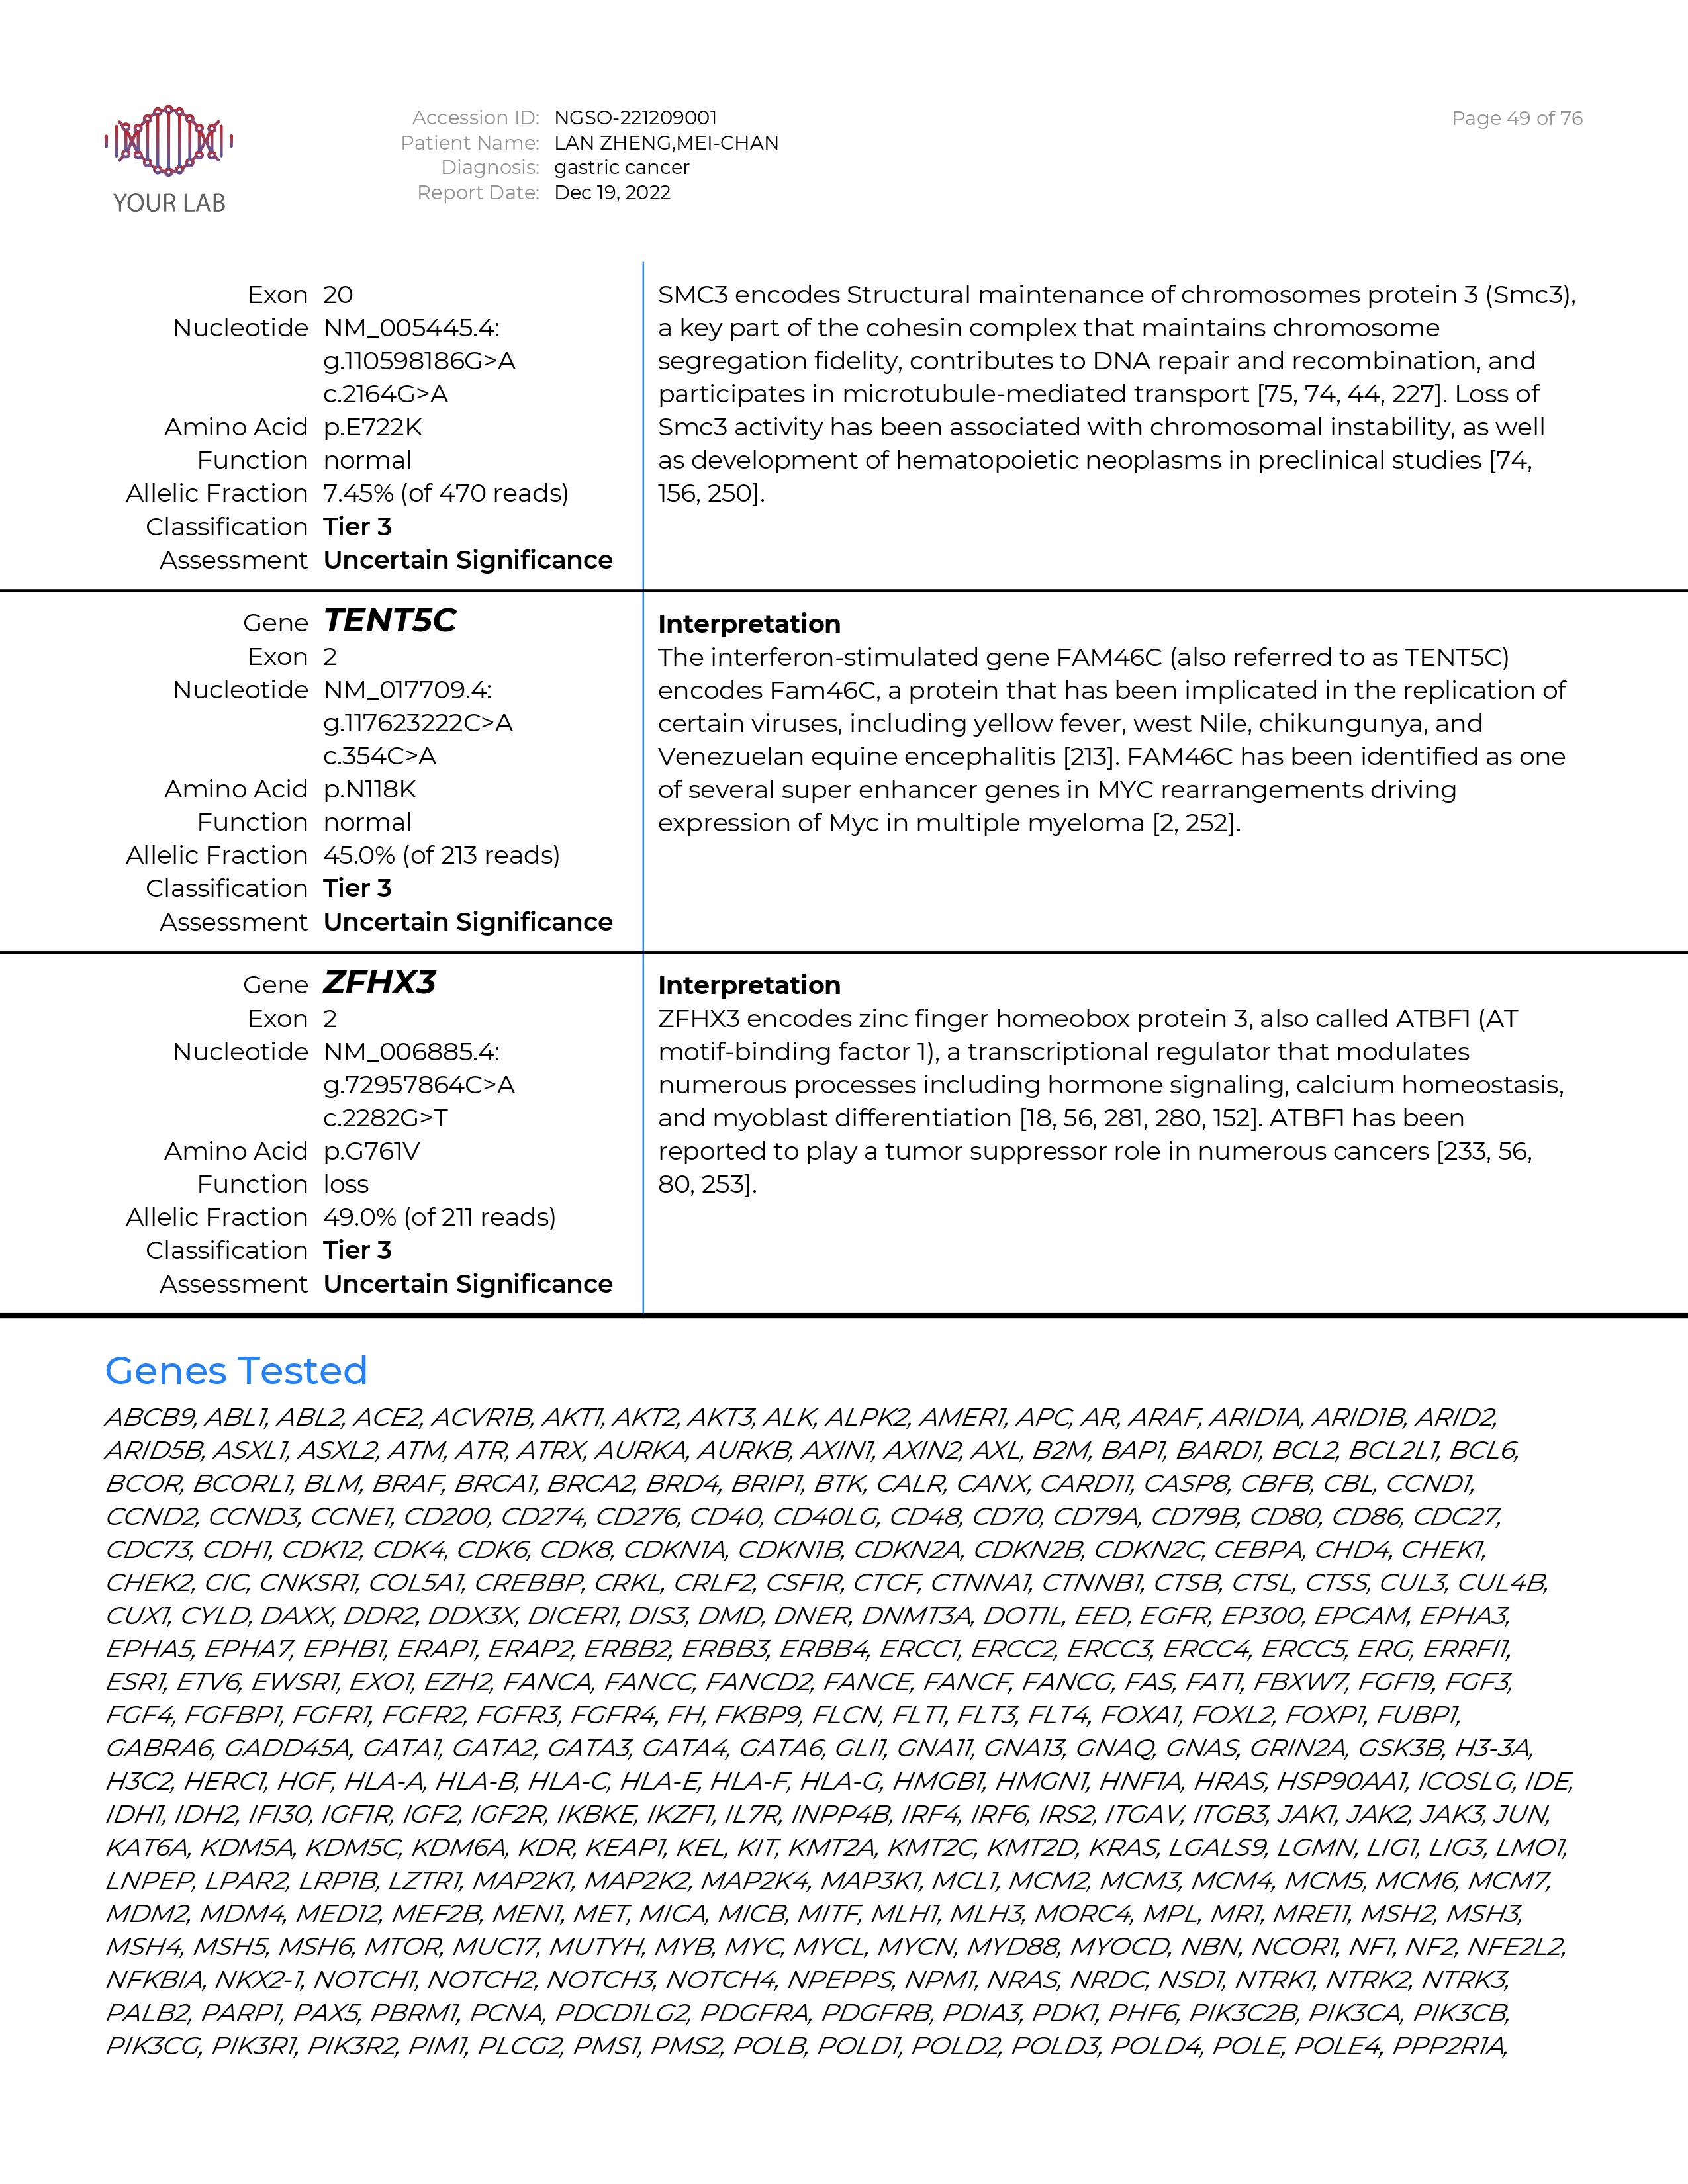 YOUR LAB
Accession ID: NGSO-221209001
Patient Name: LAN ZHENG,MEI-CHAN
Diagnosis: gastric cancer
Report Date: Dec 19, 2022
Page 49 of 76
Exon 20
Nucleotide NM_005445.4:
g.110598186G>A
c.2164G>A
Amino Acid p.E722K
Function normal
Allelic Fraction 7.45% (of 470 reads)
Classification Tier 3
Assessment Uncertain Significance
SMC3 encodes Structural maintenance of chromosomes protein 3 (Smc3),
a key part of the cohesin complex that maintains chromosome
segregation fidelity, contributes to DNA repair and recombination, and
participates in microtubule-mediated transport [75, 74, 44, 227]. Loss of
Smc3 activity has been associated with chromosomal instability, as well
as development of hematopoietic neoplasms in preclinical studies [74,
156, 250].
Gene TENT5C
Exon 2
Nucleotide NM_017709.4:
g.117623222C>A
c.354C>A
Amino Acid p.N118K
Function normal
Allelic Fraction 45.0% (of 213 reads)
Classification Tier 3
Assessment Uncertain Significance
Interpretation
The interferon-stimulated gene FAM46C (also referred to as TENT5C)
encodes Fam46C, a protein that has been implicated in the replication of
certain viruses, including yellow fever, west Nile, chikungunya, and
Venezuelan equine encephalitis [213]. FAM46C has been identified as one
of several super enhancer genes in MYC rearrangements driving
expression of Myc in multiple myeloma [2, 252].
Gene ZFHX3
Exon 2
Nucleotide NM_006885.4:
g.72957864C>A
c.2282G>T
Amino Acid p.G761V
Function loss
Allelic Fraction 49.0% (of 211 reads)
Classification Tier 3
Assessment Uncertain Significance
Interpretation
ZFHX3 encodes zinc finger homeobox protein 3, also called ATBF1 (AT
motif-binding factor 1), a transcriptional regulator that modulates
numerous processes including hormone signaling, calcium homeostasis,
and myoblast differentiation [18, 56, 281, 280, 152]. ATBF1 has been
reported to play a tumor suppressor role in numerous cancers [233, 56,
80, 253].
Genes Tested
ABCB9, ABL1, ABL2, ACE2, ACVR1B, AKT1, AKT2, AKT3, ALK, ALPK2, AMER1, APC, AR, ARAF, ARID1A, ARID1B, ARID2,
ARID5B, ASXL1, ASXL2, ATM, ATR, ATRX, AURKA, AURKB, AXIN1, AXIN2, AXL, B2M, BAP1, BARD1, BCL2, BCL2L1, BCL6,
BCOR, BCORL1, BLM, BRAF, BRCA1, BRCA2, BRD4, BRIP1, BTK, CALR, CANX, CARD11, CASP8, CBFB, CBL, CCND1,
CCND2, CCND3, CCNE1, CD200, CD274, CD276, CD40, CD40LG, CD48, CD70, CD79A, CD79B, CD80, CD86, CDC27,
CDC73, CDH1, CDK12, CDK4, CDK6, CDK8, CDKN1A, CDKN1B, CDKN2A, CDKN2B, CDKN2C, CEBPA, CHD4, CHEK1,
CHEK2, CIC, CNKSR1, COL5A1, CREBBP, CRKL, CRLF2, CSF1R, CTCF, CTNNA1, CTNNB1, CTSB, CTSL, CTSS, CUL3, CUL4B,
CUX1, CYLD, DAXX, DDR2, DDX3X, DICER1, DIS3, DMD, DNER, DNMT3A, DOT1L, EED, EGFR, EP300, EPCAM, EPHA3,
EPHA5, EPHA7, EPHB1, ERAP1, ERAP2, ERBB2, ERBB3, ERBB4, ERCC1, ERCC2, ERCC3, ERCC4, ERCC5, ERG, ERRFI1,
ESR1, ETV6, EWSR1, EXO1, EZH2, FANCA, FANCC, FANCD2, FANCE, FANCF, FANCG, FAS, FAT1, FBXW7, FGF19, FGF3,
FGF4, FGFBP1, FGFR1, FGFR2, FGFR3, FGFR4, FH, FKBP9, FLCN, FLT1, FLT3, FLT4, FOXA1, FOXL2, FOXP1, FUBP1,
GABRA6, GADD45A, GATA1, GATA2, GATA3, GATA4, GATA6, GLI1, GNA11, GNA13, GNAQ, GNAS, GRIN2A, GSK3B, H3-3A,
H3C2, HERC1, HGF, HLA-A, HLA-B, HLA-C, HLA-E, HLA-F, HLA-G, HMGB1, HMGN1, HNF1A, HRAS, HSP90AA1, ICOSLG, IDE,
IDH1, IDH2, IFI30, IGF1R, IGF2, IGF2R, IKBKE, IKZF1, IL7R, INPP4B, IRF4, IRF6, IRS2, ITGAV, ITGB3, JAK1, JAK2, JAK3, JUN,
KAT6A, KDM5A, KDM5C, KDM6A, KDR, KEAP1, KEL, KIT, KMT2A, KMT2C, KMT2D, KRAS, LGALS9, LGMN, LIG1, LIG3, LMO1,
LNPEP, LPAR2, LRP1B, LZTR1, MAP2K1, MAP2K2, MAP2K4, MAP3K1, MCL1, MCM2, MCM3, MCM4, MCM5, MCM6, MCM7,
MDM2, MDM4, MED12, MEF2B, MEN1, MET, MICA, MICB, MITF, MLH1, MLH3, MORC4, MPL, MR1, MRE11, MSH2, MSH3,
MSH4, MSH5, MSH6, MTOR, MUC17, MUTYH, MYB, MYC, MYCL, MYCN, MYD88, MYOCD, NBN, NCOR1, NF1, NF2, NFE2L2,
NFKBIA, NKX2-1, NOTCH1, NOTCH2, NOTCH3, NOTCH4, NPEPPS, NPM1, NRAS, NRDC, NSD1, NTRK1, NTRK2, NTRK3,
PALB2, PARP1, PAX5, PBRM1, PCNA, PDCD1LG2, PDGFRA, PDGFRB, PDIA3, PDK1, PHF6, PIK3C2B, PIK3CA, PIK3CB,
PIK3CG, PIK3R1, PIK3R2, PIM1, PLCG2, PMS1, PMS2, POLB, POLD1, POLD2, POLD3, POLD4, POLE, POLE4, PPP2R1A,